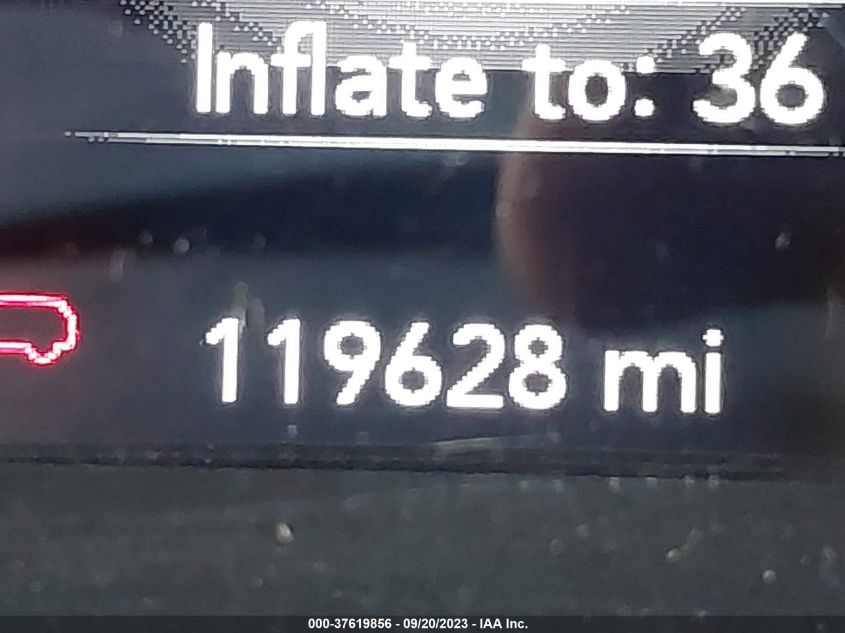 Inflate to: 36
119628 mi
000-37619856 - 09/20/2023 - IAA Inc.